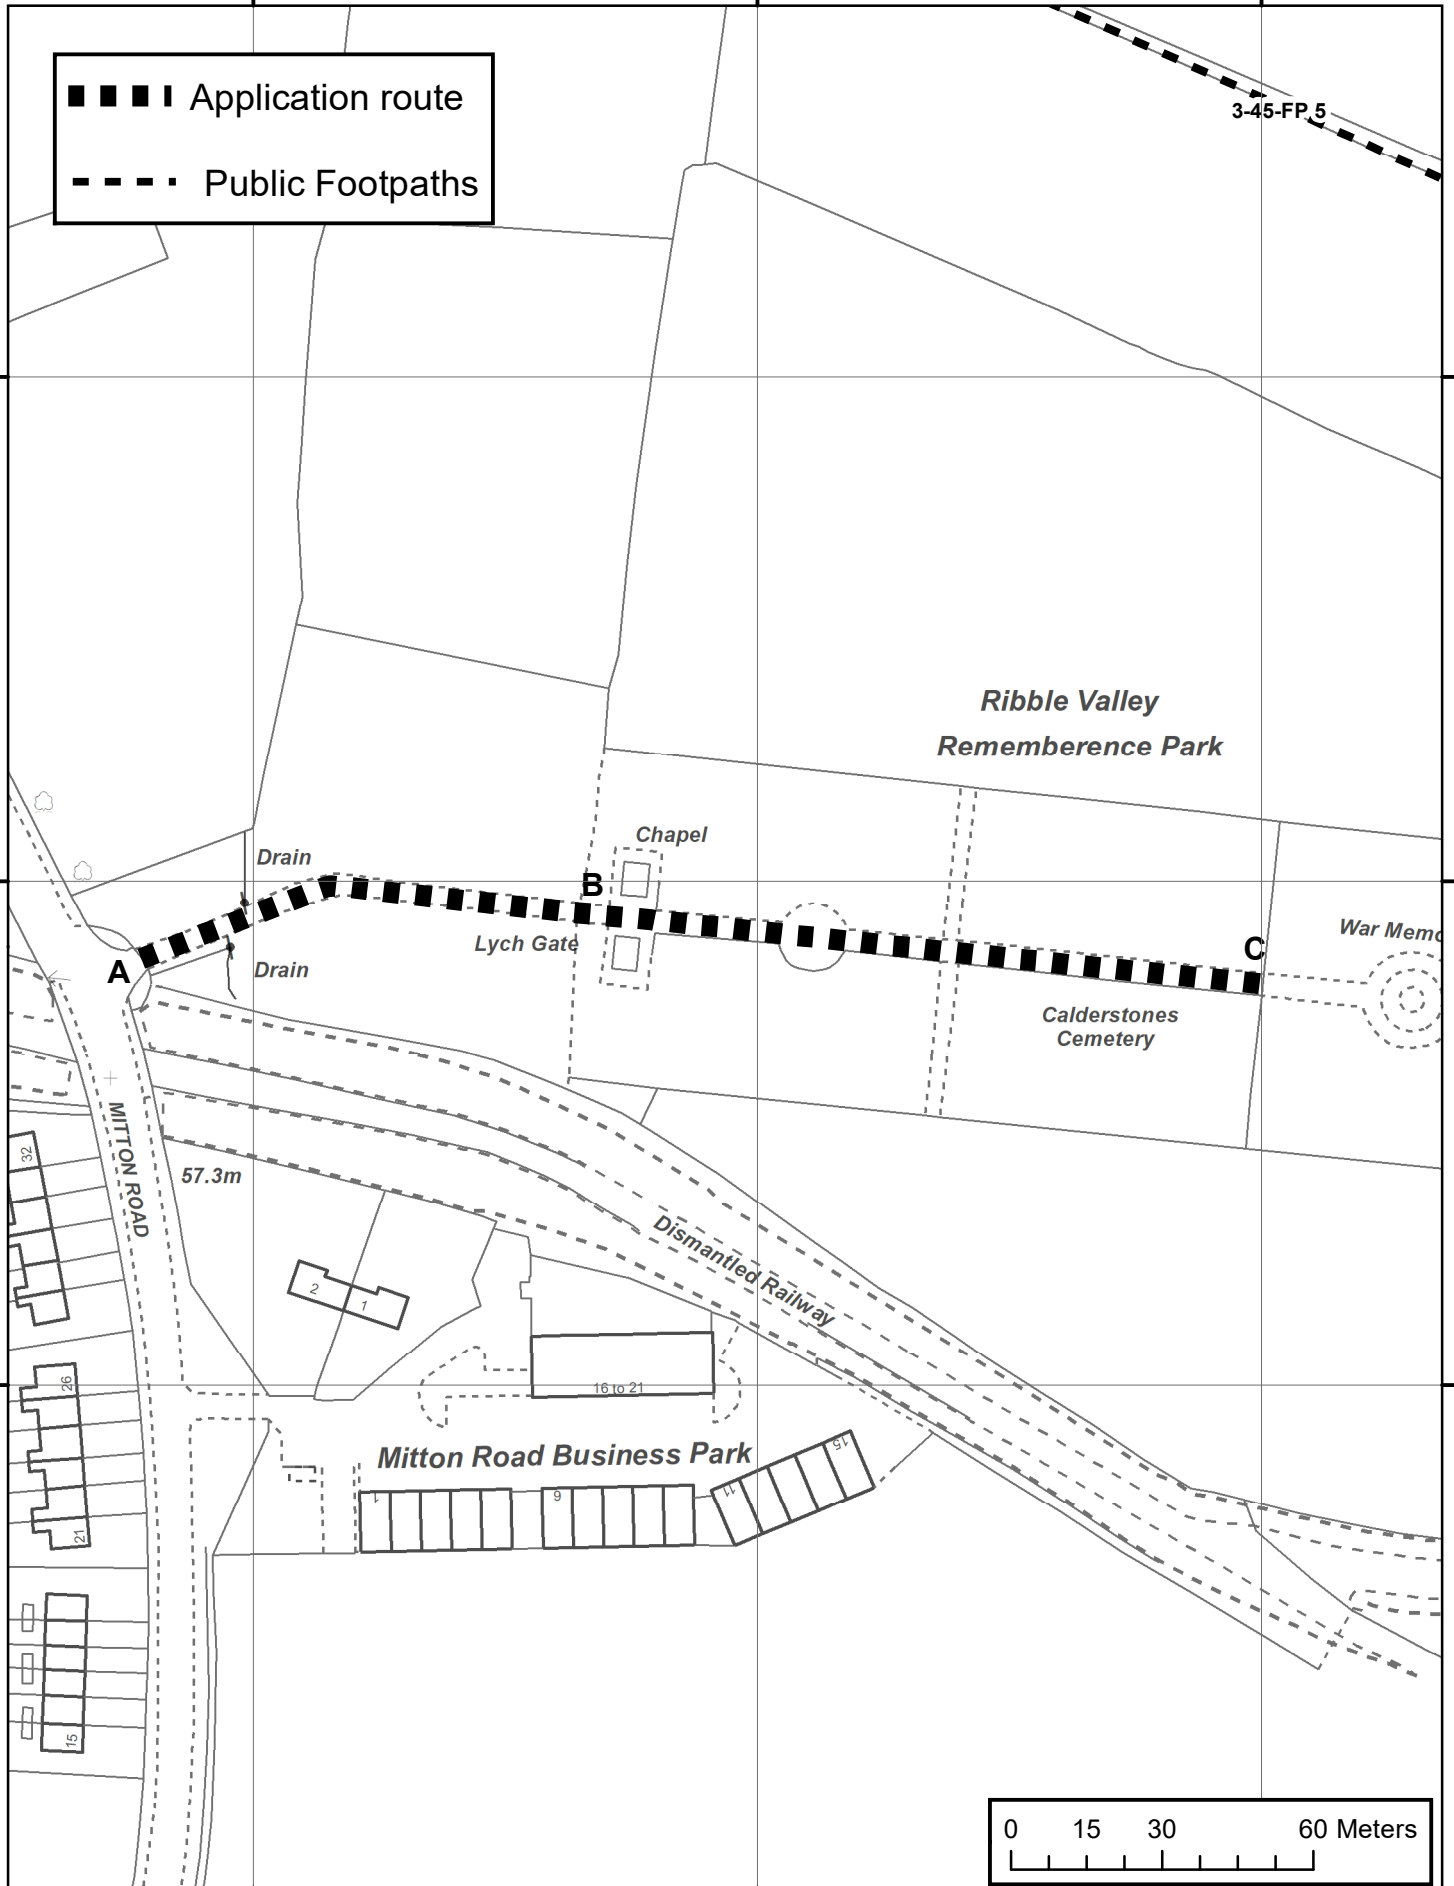 Application route
Public Footpaths
3-45-FP 5
Ribble Valley
Rememberence Park
Chapel
Drain
B
Lych Gate
War Memo
C
A
Drain
Calderstones
Cemetery
MITTON ROAD
32
57.3m
Dismantled Railway
2
1
26
16 to 21
Mitton Road Business Park
15
11
1
6
21
15
0 15 30 60 Meters